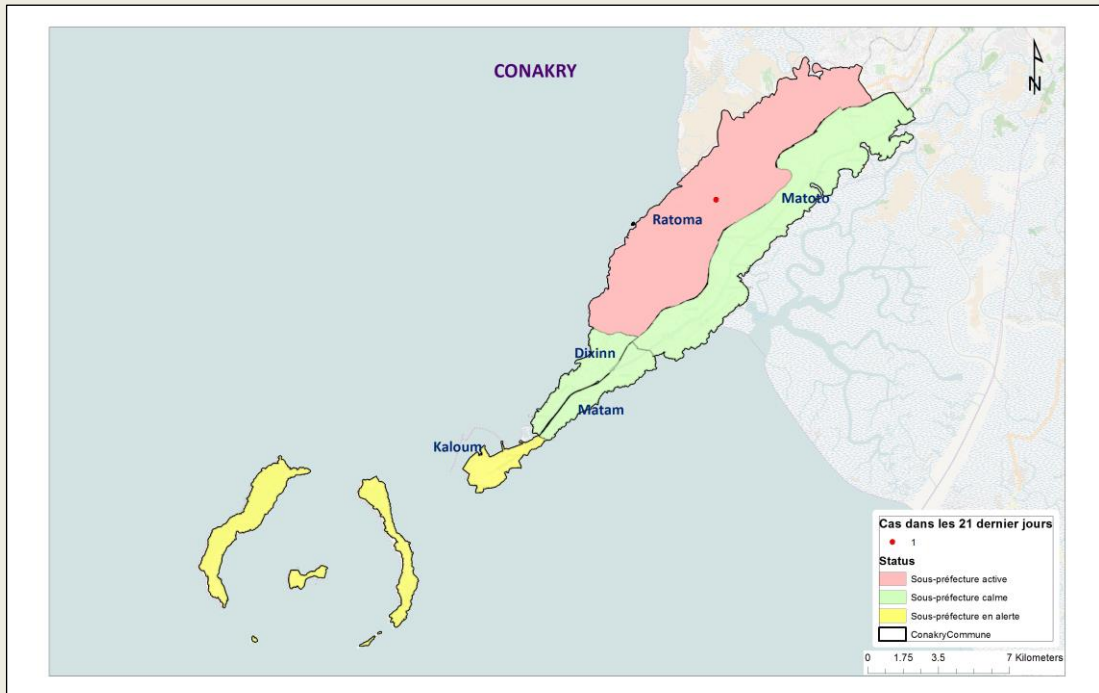 CONAKRY
N
Matoto
Ratoma
Dixinn
Matam
Kaloum
Cas dans les 21 dernier jours
1
Status
Sous-préfecture active
Sous-préfecture calme
Sous-préfecture en alerte
ConakryCommune
0 1.75 3.5 7 Kilometers